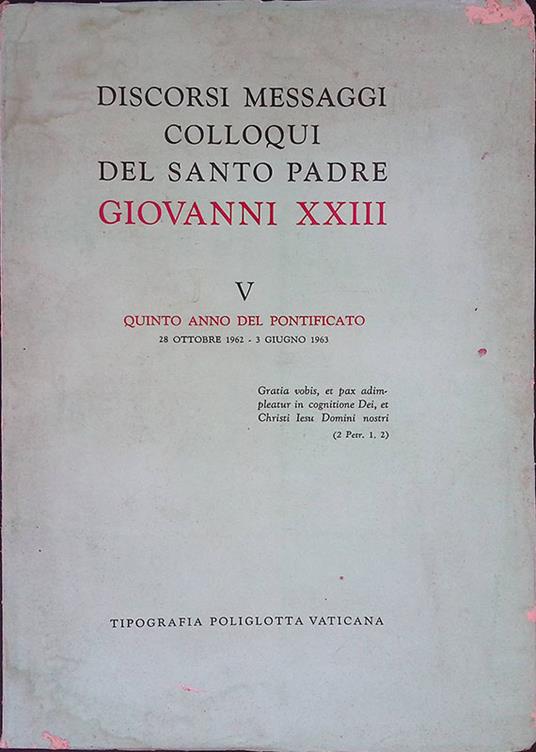 DISCORSI MESSAGGI
COLLOQUI
DEL SANTO PADRE
GIOVANNI XXIII
V
QUINTO ANNO DEL PONTIFICATO
28 OTTOBRE 1962 - 3 GIUGNO 1963
Gratia vobis, et pax adim-
pleatur in cognitione Dei, et
Christi Iesu Domini nostri
(2 Petr. 1, 2)
TIPOGRAFIA POLIGLOTTA VATICANA